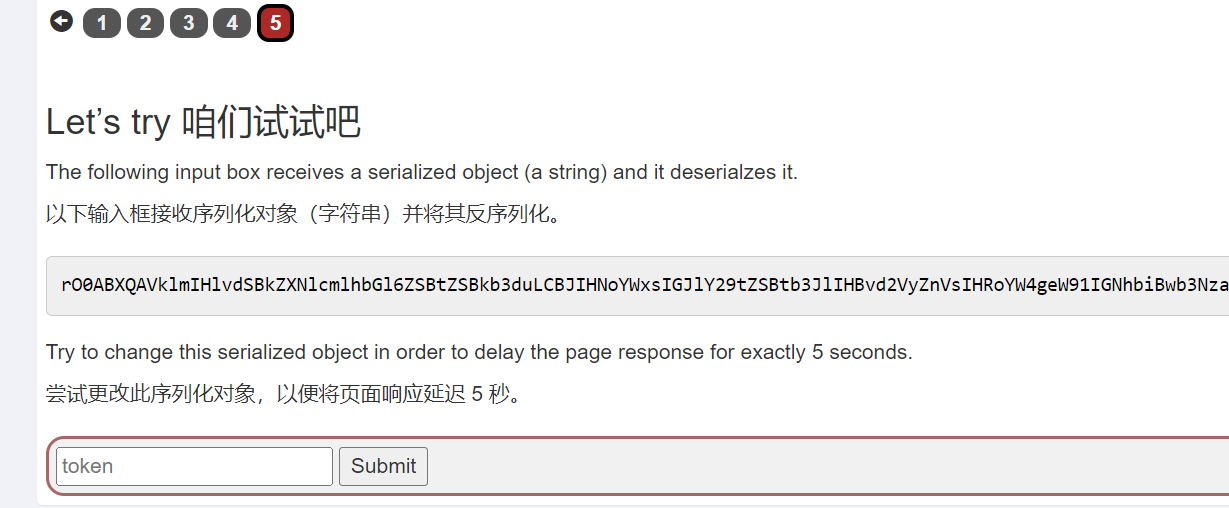 1 2 3 4 5
Let’s try 咱们试试吧
The following input box receives a serialized object (a string) and it deserialzes it.
以下输入框接收序列化对象（字符串）并将其反序列化。
rO0ABXQAVklmIHlvdSBkZXNlcmlhbGl6ZSBtZSBkb3duLCBJIHNoYWxsIGJlY29tZSBtb3JlIHBvd2VyZnVsIHRoYW4geW91IGNhbiBwb3Nza
Try to change this serialized object in order to delay the page response for exactly 5 seconds.
尝试更改此序列化对象，以便将页面响应延迟 5 秒。
token Submit